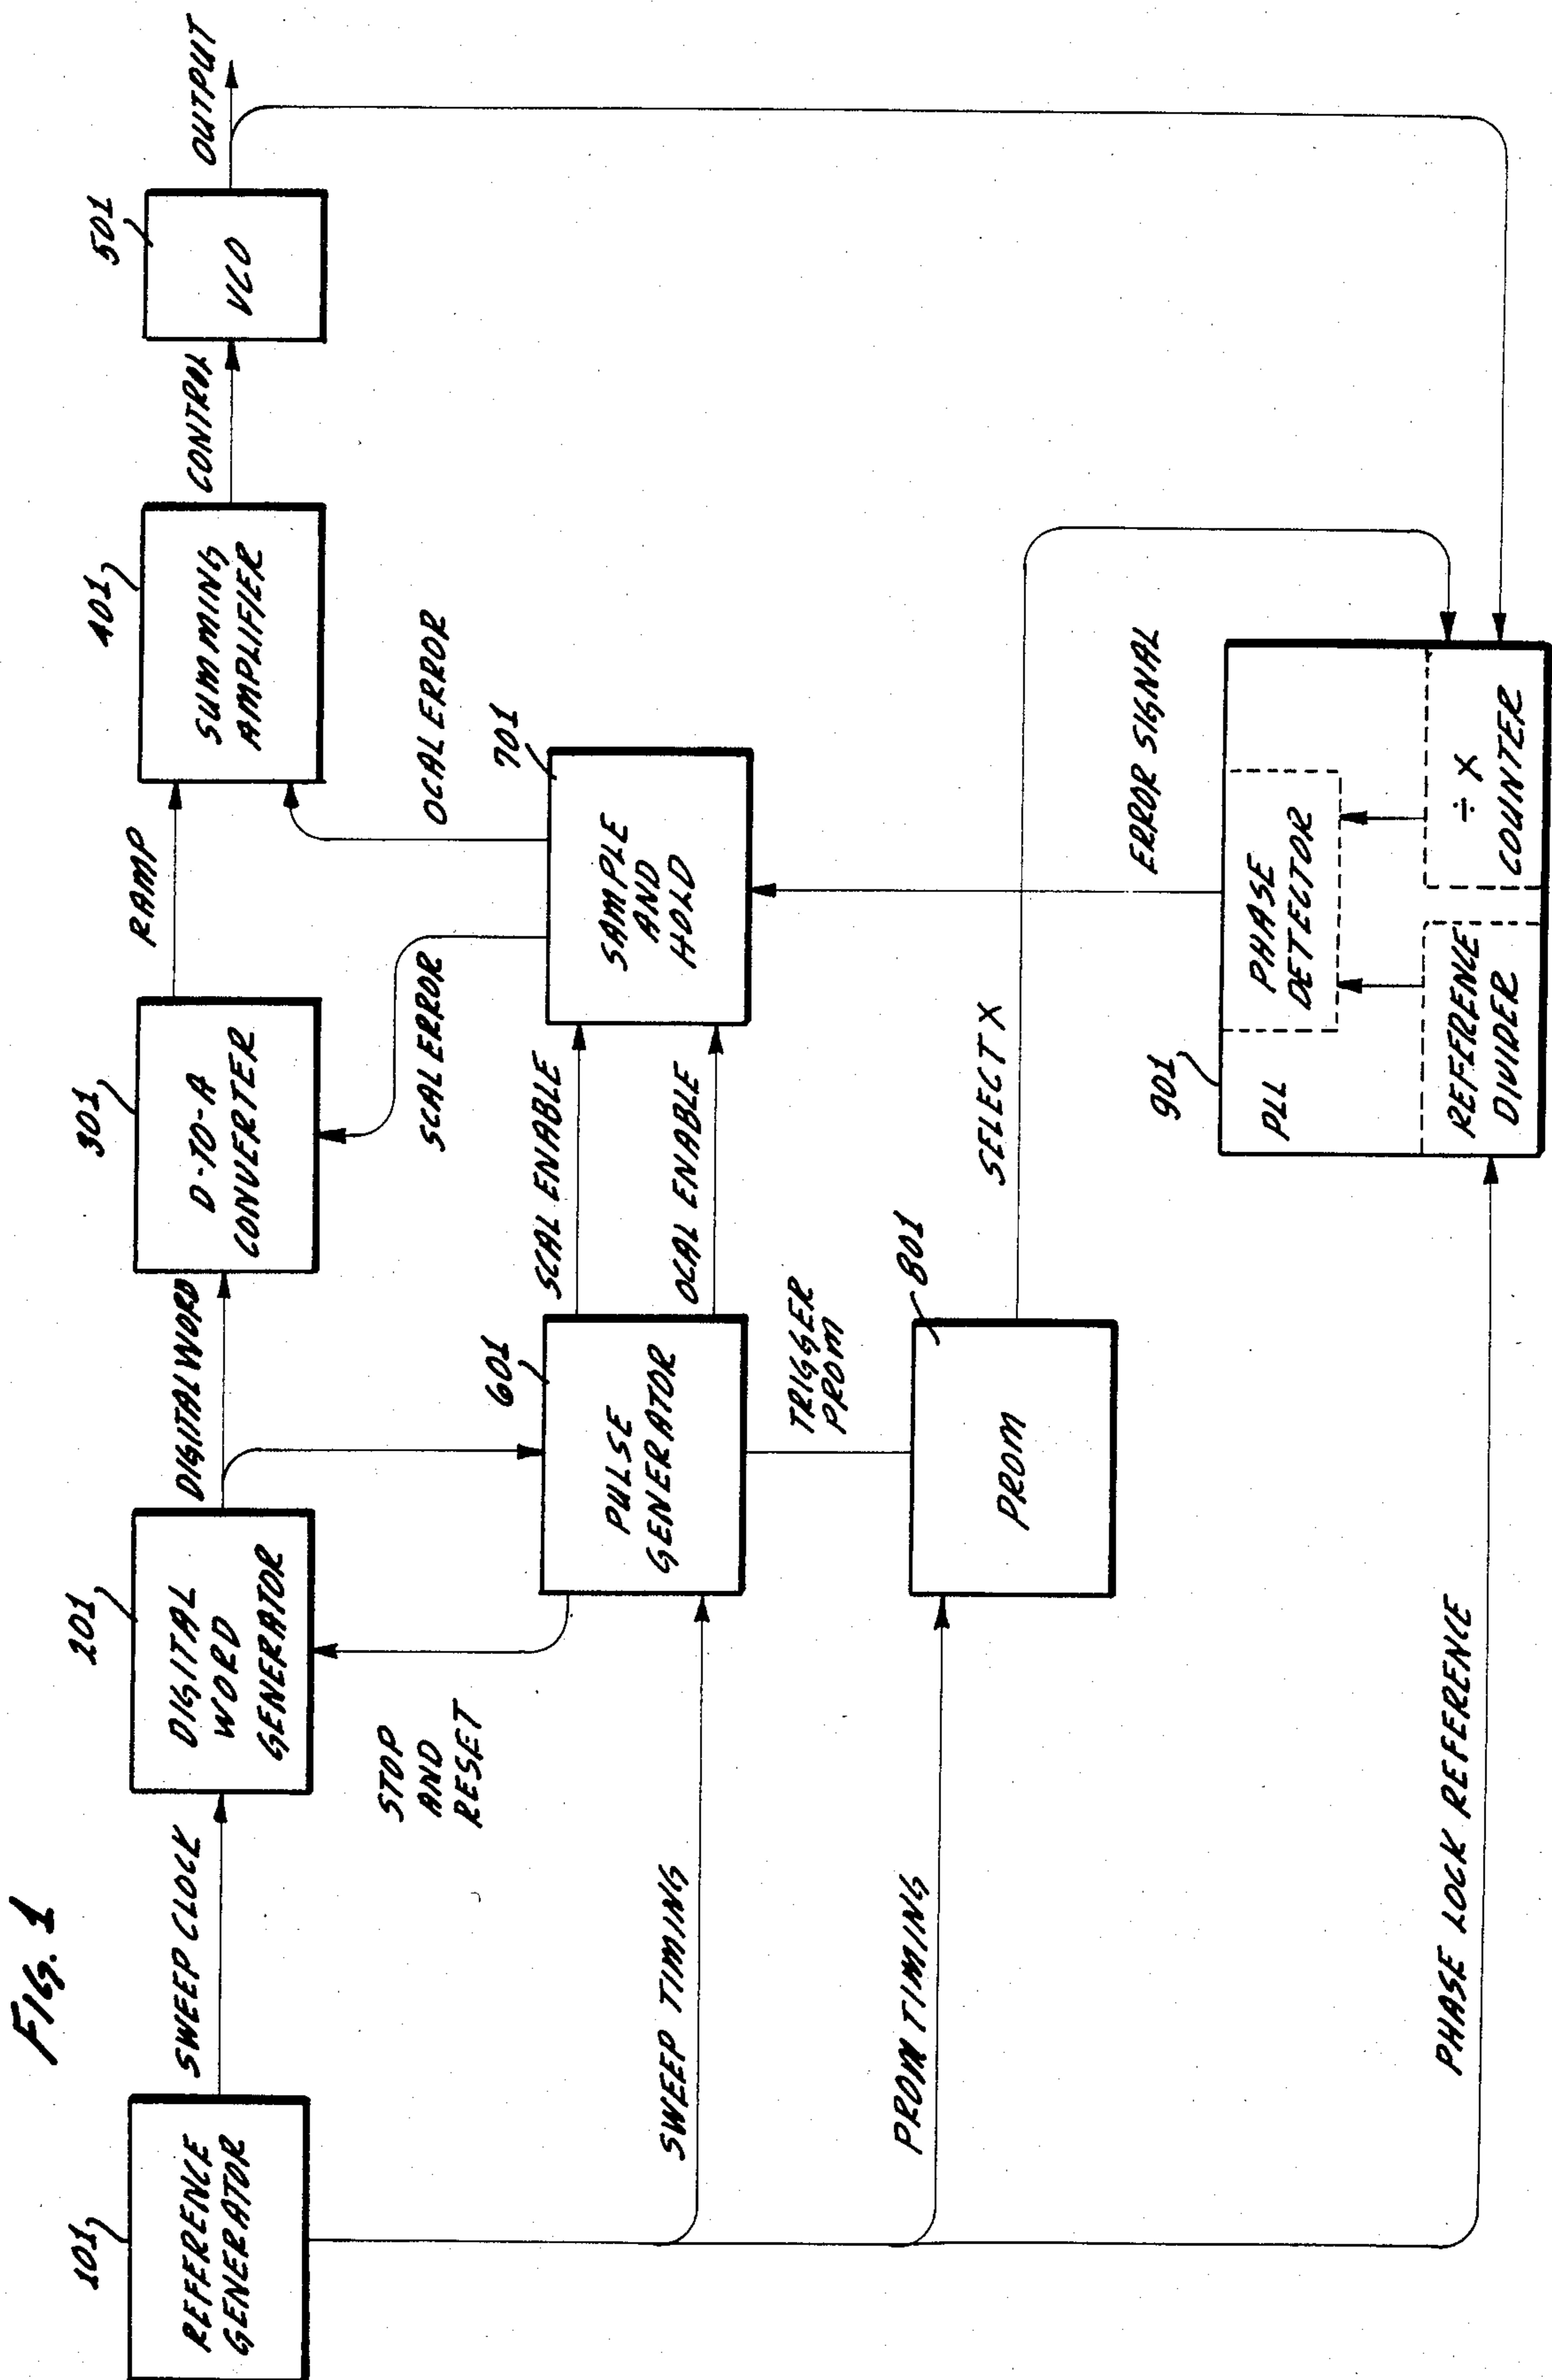 FIG. 1
101
REFERENCE
GENERATOR
SWEEP CLOCK
201
DIGITAL
WORD
GENERATOR
DIGITAL WORD
301
D-TO-A
CONVERTER
RAMP
401
SUMMING
AMPLIFIER
CONTROL
501
VCO
OUTPUT
STOP
AND
RESET
SWEEP TIMING
601
PULSE
GENERATOR
SCAL ENABLE
OCAL ENABLE
SCAL ERROR
OCAL ERROR
701
SAMPLE
AND
HOLD
TRIGGER
PROM
PROM TIMING
801
PROM
SELECT X
ERROR SIGNAL
901
PLL
PHASE
DETECTOR
REFERENCE
DIVIDER
÷ X
COUNTER
PHASE LOCK REFERENCE